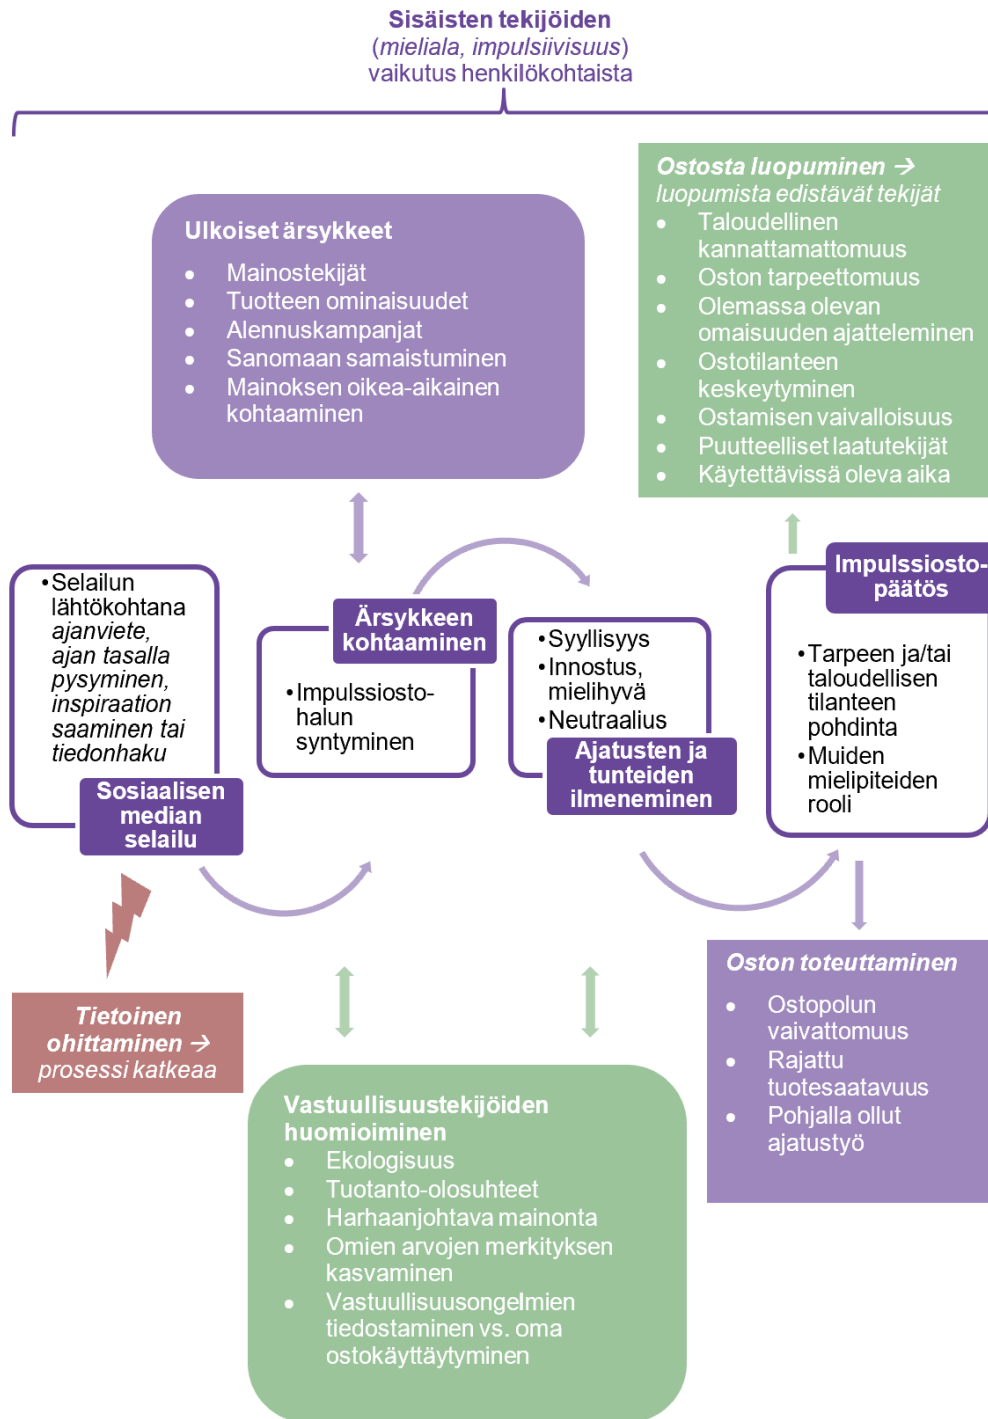 Sisäisten tekijöiden
(mieliala, impulsiivisuus)
vaikutus henkilökohtaista
Ulkoiset ärsykkeet
• Mainostekijät
• Tuotteen ominaisuudet
• Alennuskampanjat
• Sanomaan samaistuminen
• Mainoksen oikea-aikainen
kohtaaminen
Ostosta luopuminen →
luopumista edistävät tekijät
• Taloudellinen
kannattamattomuus
• Oston tarpeettomuus
• Olemassa olevan
omaisuuden ajatteleminen
• Ostotilanteen
keskeytyminen
• Ostamisen vaivalloisuus
• Puutteelliset laatutekijät
• Käytettävissä oleva aika
•Selailun
lähtökohtana
ajanviete,
ajan tasalla
pysyminen,
inspiraation
saaminen tai
tiedonhaku
Sosiaalisen
median
selailu
Ärsykkeen
kohtaaminen
•Impulssiosto-
halun
syntyminen
•Syyllisyys
•Innostus,
mielihyvä
•Neutraalius
Ajatusten ja
tunteiden
ilmeneminen
Impulssiosto-
päätös
•Tarpeen ja/tai
taloudellisen
tilanteen
pohdinta
•Muiden
mielipiteiden
rooli
Tietoinen
ohittaminen →
prosessi katkeaa
Vastuullisuustekijöiden
huomioiminen
• Ekologisuus
• Tuotanto-olosuhteet
• Harhaanjohtava mainonta
• Omien arvojen merkityksen
kasvaminen
• Vastuullisuusongelmien
tiedostaminen vs. oma
ostokäyttäytyminen
Oston toteuttaminen
• Ostopolun
vaivattomuus
• Rajattu
tuotesaatavuus
• Pohjalla ollut
ajatustyö